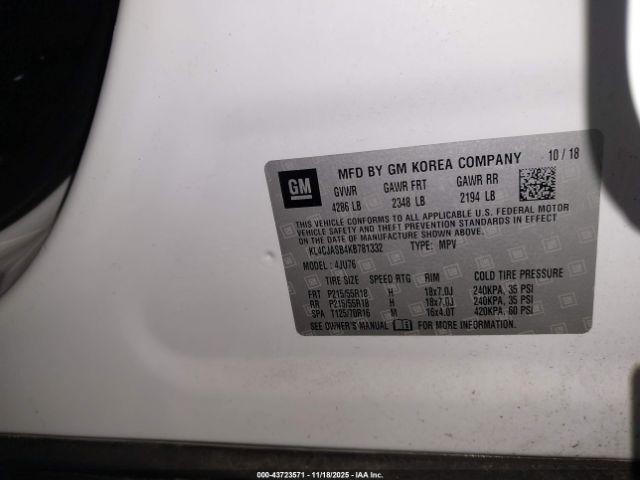 GM
MFD BY GM KOREA COMPANY 10/18
GVWR GAWR FRT GAWR RR
4286 LB 2348 LB 2194 LB
THIS VEHICLE CONFORMS TO ALL APPLICABLE U.S. FEDERAL MOTOR
VEHICLE SAFETY AND THEFT PREVENTION STANDARDS IN EFFECT
ON THE DATE OF MANUFACTURE SHOWN ABOVE.
KL4CJASB4KB781332 TYPE: MPV
MODEL: 4JU76
TIRE SIZE SPEED RTG RIM COLD TIRE PRESSURE
FRT P215/55R18 H 18x7.0J 240KPA, 35 PSI
RR P215/55R18 H 18x7.0J 240KPA, 35 PSI
SPA T125/70R16 M 16x4.0T 420KPA, 60 PSI
SEE OWNER'S MANUAL FOR MORE INFORMATION.
000-43723571 - 11/18/2025 - IAA Inc.